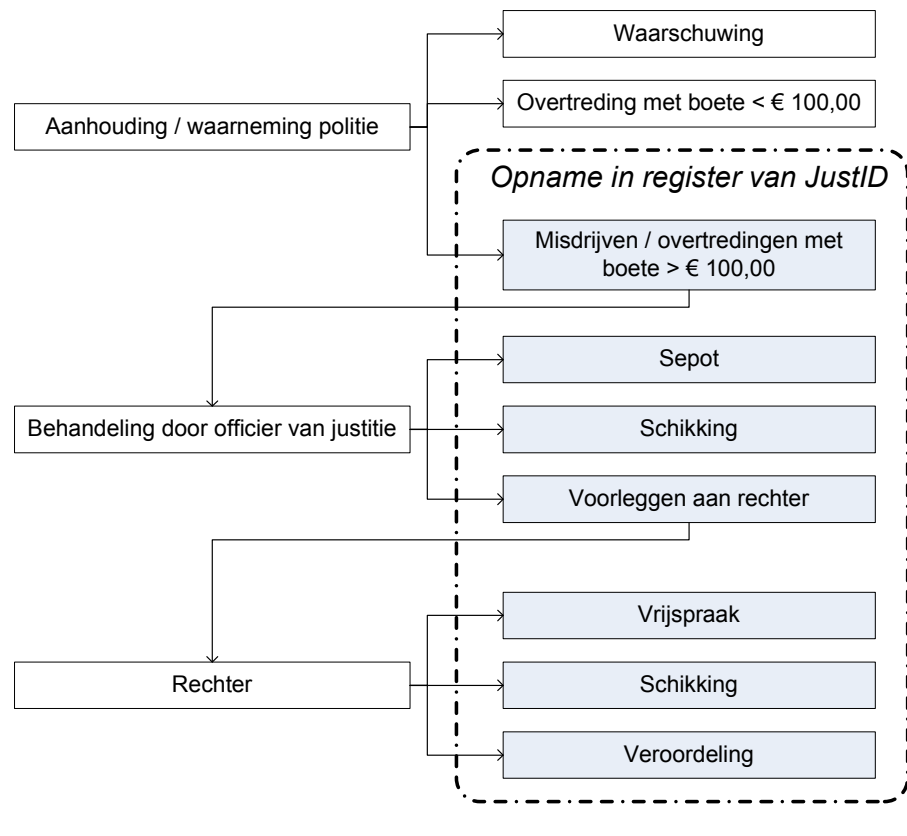 Waarschuwing
Overtreding met boete < € 100,00
Aanhouding / waarneming politie
Opname in register van JustID
Misdrijven / overtredingen met
boete > € 100,00
Sepot
Behandeling door officier van justitie
Schikking
Voorleggen aan rechter
Vrijspraak
Rechter
Schikking
Veroordeling